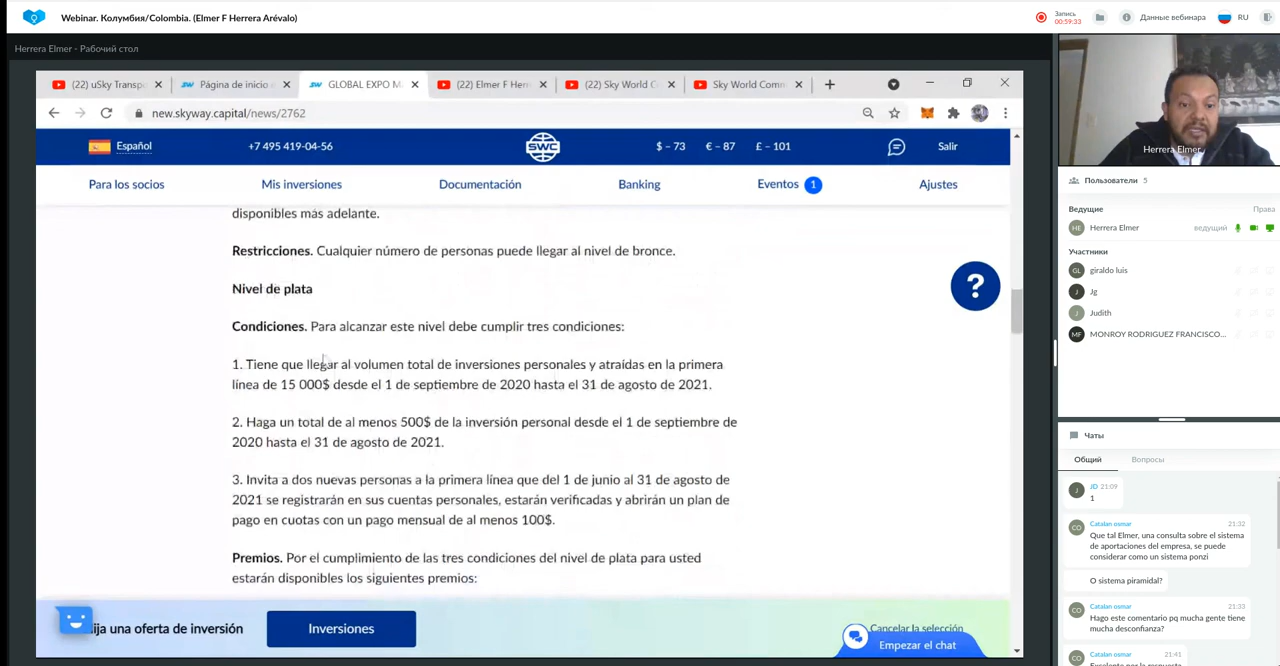 Webinar. Колумбия/Colombia. (Elmer F Herrera Arévalo)
Запись
00:59:33
Данные вебинара
RU
Herrera Elmer - Рабочий стол
(22) uSky Transpo
Página de inicio
GLOBAL EXPO M
(22) Elmer F Herr
(22) Sky World C
Sky World Comm
new.skyway.capital/news/2762
Español
+7 495 419-04-56
SWC
$ – 73
€ – 87
£ – 101
Salir
Para los socios
Mis inversiones
Documentación
Banking
Eventos 1
Ajustes
disponibles más adelante.
Restricciones. Cualquier número de personas puede llegar al nivel de bronce.
Nivel de plata
?
Condiciones. Para alcanzar este nivel debe cumplir tres condiciones:
1. Tiene que llegar al volumen total de inversiones personales y atraídas en la primera
línea de 15 000$ desde el 1 de septiembre de 2020 hasta el 31 de agosto de 2021.
2. Haga un total de al menos 500$ de la inversión personal desde el 1 de septiembre de
2020 hasta el 31 de agosto de 2021.
3. Invita a dos nuevas personas a la primera línea que del 1 de junio al 31 de agosto de
2021 se registrarán en sus cuentas personales, estarán verificadas y abrirán un plan de
pago en cuotas con un pago mensual de al menos 100$.
Premios. Por el cumplimiento de las tres condiciones del nivel de plata para usted
estarán disponibles los siguientes premios:
ija una oferta de inversión
Inversiones
Cancelar la selección
Empezar el chat
Herrera Elmer
Пользователи 5
Ведущие
Права
HE
Herrera Elmer
ведущий
Участники
GL
giraldo luis
J
Jg
J
Judith
MF
MONROY RODRIGUEZ FRANCISCO...
Чаты
Общий
Вопросы
J
JD 21:09
1
CO
Catalan osmar
21:32
Que tal Elmer, una consulta sobre el sistema
de aportaciones del empresa, se puede
considerar como un sistema ponzi
O sistema piramidal?
CO
Catalan osmar
21:33
Hago este comentario pq mucha gente tiene
mucha desconfianza?
CO
Catalan osmar
21:41
Excelente por la respuesta